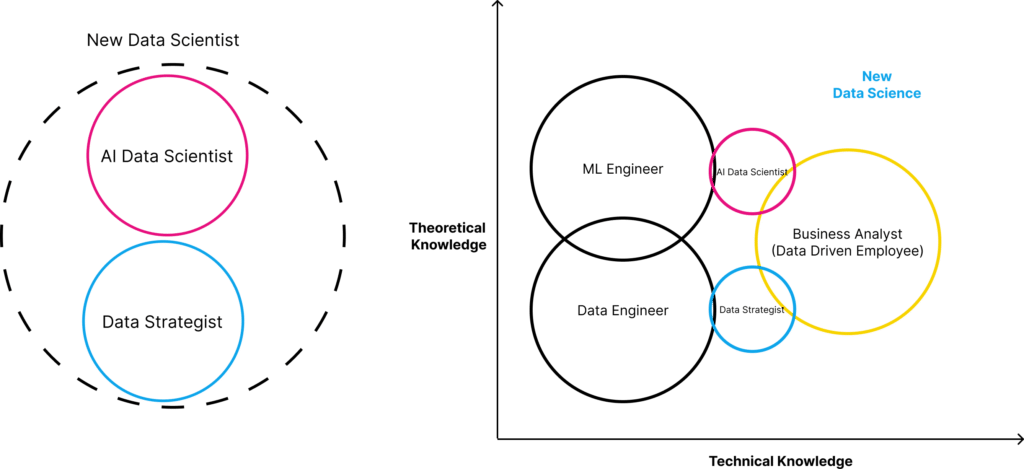 New Data Scientist
AI Data Scientist
Data Strategist
New
Data Science
ML Engineer
AI Data Scientist
Theoretical
Knowledge
Business Analyst
(Data Driven Employee)
Data Engineer
Data Strategist
Technical Knowledge